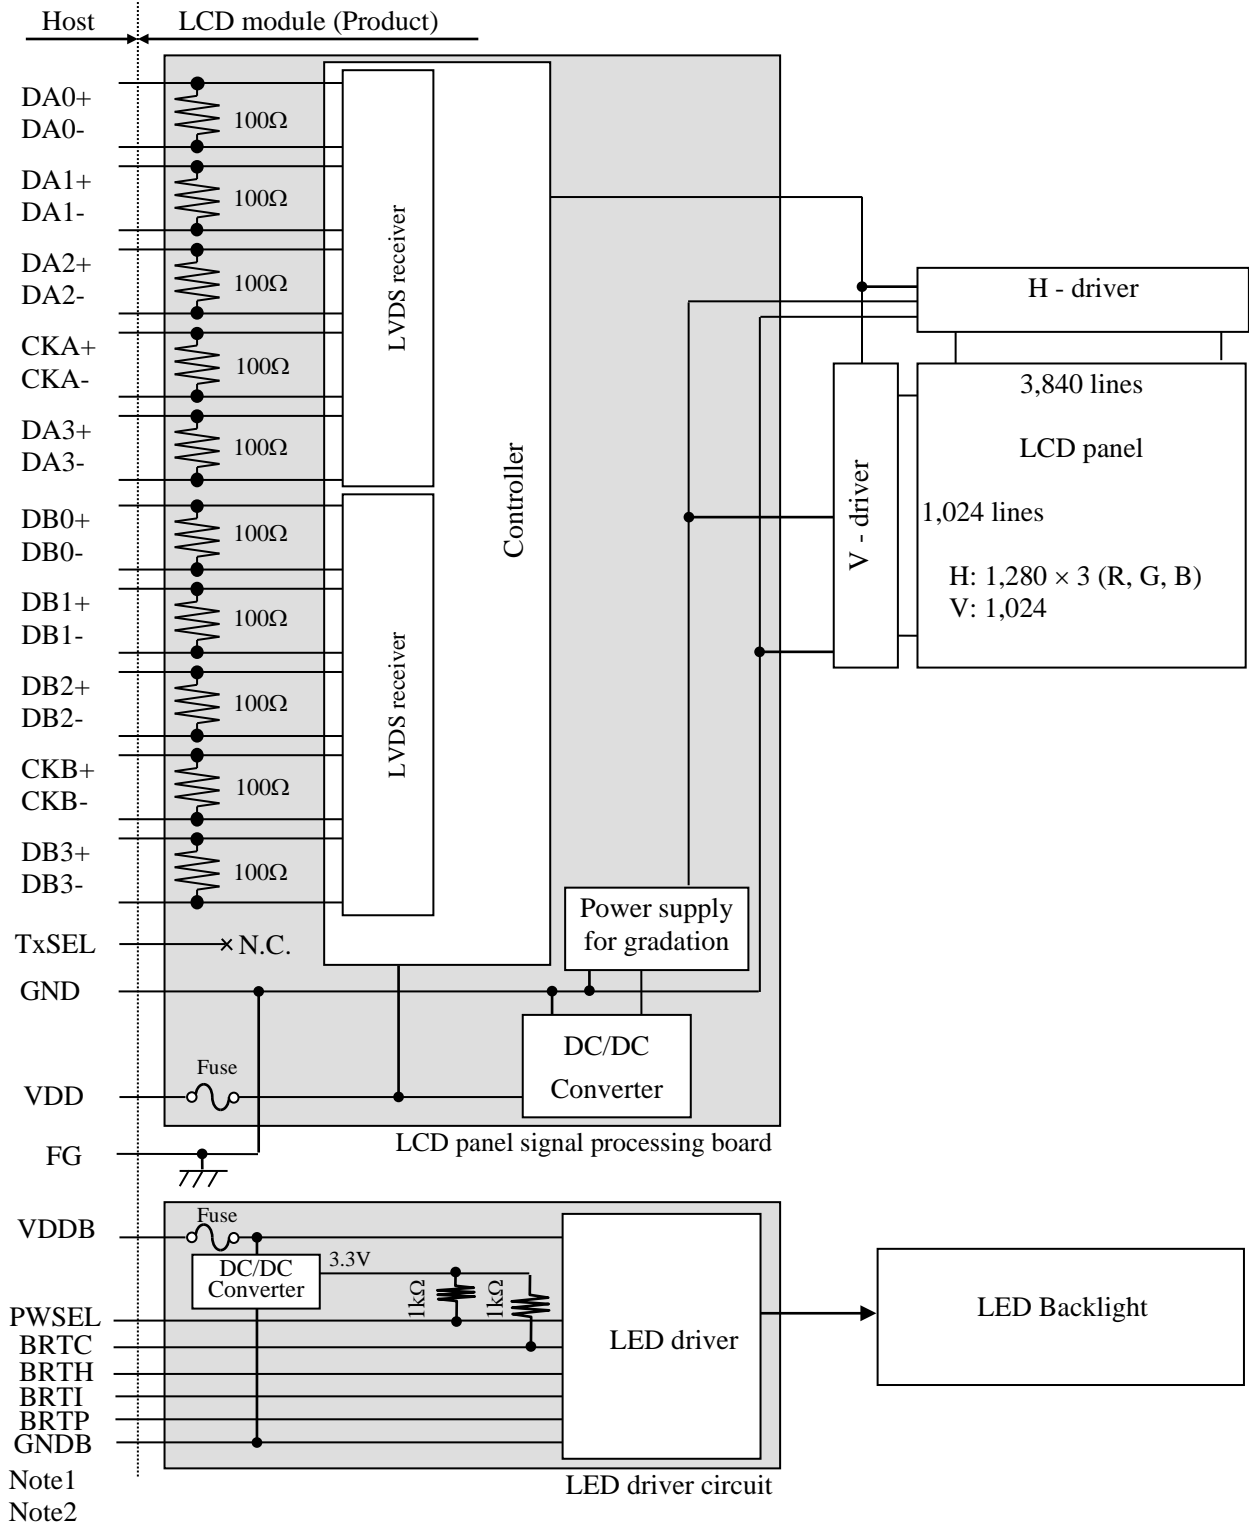 Host
LCD module (Product)
DA0+
DA0-
100Ω
DA1+
DA1-
100Ω
DA2+
DA2-
100Ω
CKA+
CKA-
100Ω
DA3+
DA3-
100Ω
LVDS receiver
DB0+
DB0-
100Ω
DB1+
DB1-
100Ω
DB2+
DB2-
100Ω
CKB+
CKB-
100Ω
DB3+
DB3-
100Ω
LVDS receiver
Controller
H - driver
V - driver
3,840 lines
LCD panel
1,024 lines
H: 1,280 × 3 (R, G, B)
V: 1,024
TxSEL
N.C.
Power supply
for gradation
GND
DC/DC
Converter
VDD
Fuse
LCD panel signal processing board
FG
VDDB
Fuse
DC/DC
Converter
3.3V
1kΩ
1kΩ
PWSEL
BRTC
BRTH
BRTI
BRTP
GNDB
LED driver
LED Backlight
LED driver circuit
Note1
Note2